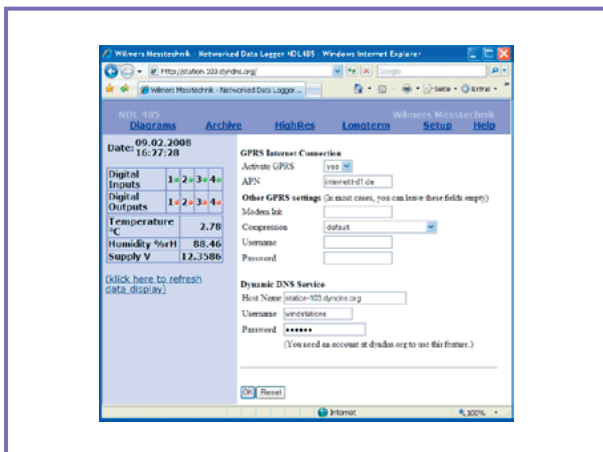 Wilmers Messtechnik - Networked Data Logger NDL485 - Windows Internet Explorer
http://station-103.dyndns.org/
Google
Wilmers Messtechnik - Networked Data Logger ...
Seite
Extras
NDL 485
Wilmers Messtechnik
Diagrams Archive HighRes Longterm Setup Help
Date: 09.02.2008
16:27:28
Digital Inputs 1 2 3 4
Digital Outputs 1 2 3 4
Temperature °C 2.78
Humidity %rH 88.46
Supply V 12.3586
(klick here to refresh
data display)
GPRS Internet Connection
Activate GPRS yes
APN internet.t-d1.de
Other GPRS settings (In most cases, you can leave these fields empty)
Modem Init
Compression default
Username
Password
Dynamic DNS Service
Host Name station-103.dyndns.org
Username windstations
Password ••••••
(You need an account at dyndns.org to use this feature.)
OK Reset
Internet
100%